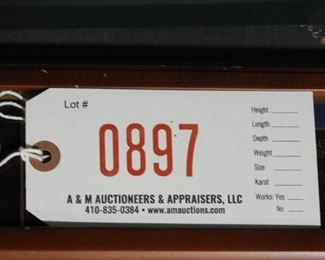 Lot #
0897
Height
Length
Depth
Weight
Size
Karat
Works: Yes
No
A & M AUCTIONEERS & APPRAISERS, LLC
410-835-0384 • www.amauctions.com